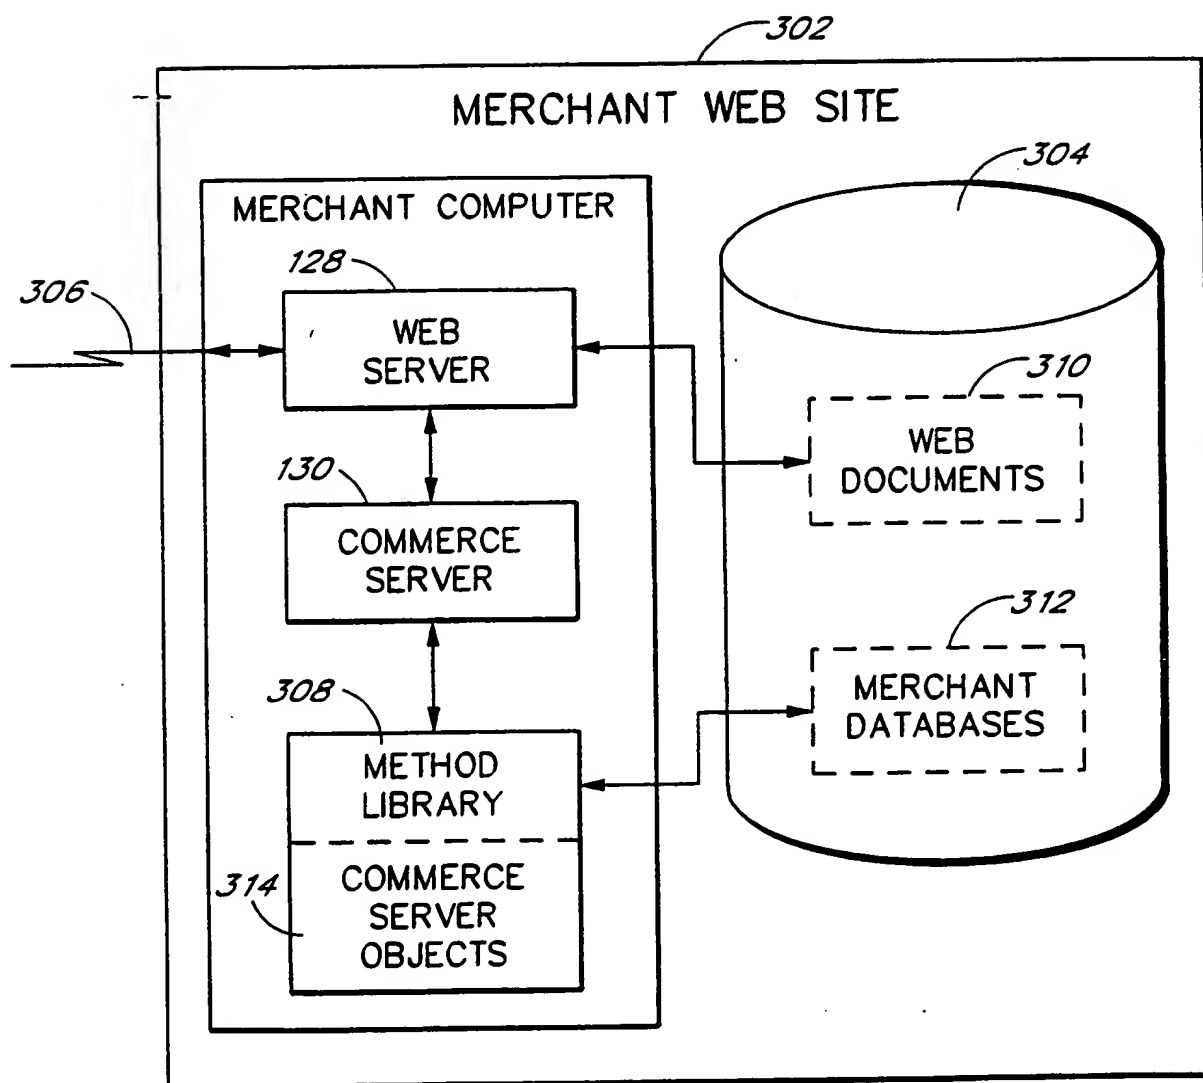 302
MERCHANT WEB SITE
304
MERCHANT COMPUTER
128
306
WEB
SERVER
310
WEB
DOCUMENTS
130
COMMERCE
SERVER
312
MERCHANT
DATABASES
308
METHOD
LIBRARY
314
COMMERCE
SERVER
OBJECTS